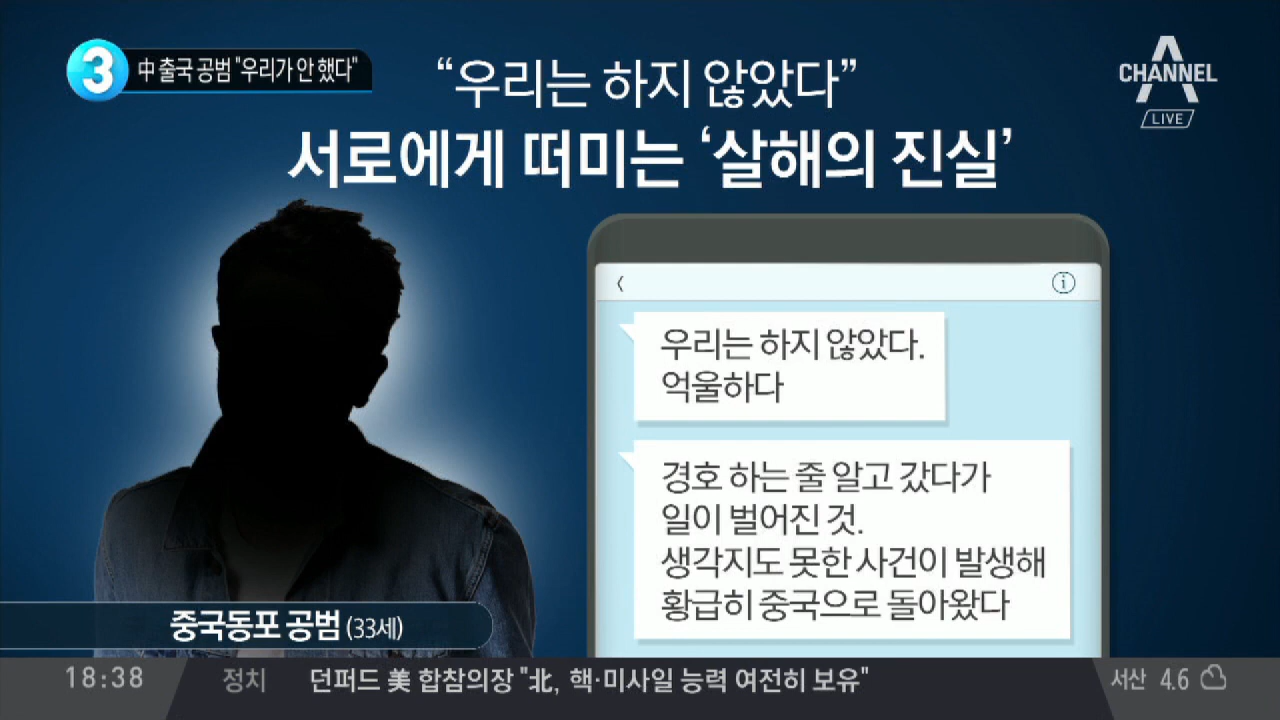 3 中 출국 공범 "우리가 안 했다"
“우리는 하지 않았다”
서로에게 떠미는 ‘살해의 진실’
CHANNEL A
LIVE
우리는 하지 않았다.
억울하다
경호 하는 줄 알고 갔다가
일이 벌어진 것.
생각지도 못한 사건이 발생해
황급히 중국으로 돌아왔다
중국동포 공범 (33세)
18:38 정치 던퍼드 美 합참의장 "北, 핵·미사일 능력 여전히 보유" 서산 4.6